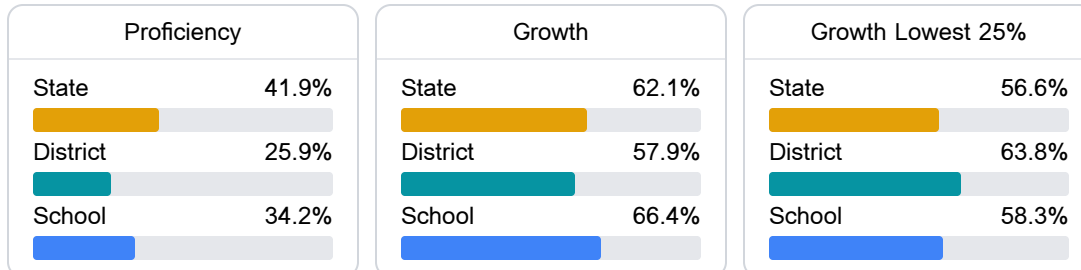 Proficiency
State 41.9%
District 25.9%
School 34.2%
Growth
State 62.1%
District 57.9%
School 66.4%
Growth Lowest 25%
State 56.6%
District 63.8%
School 58.3%